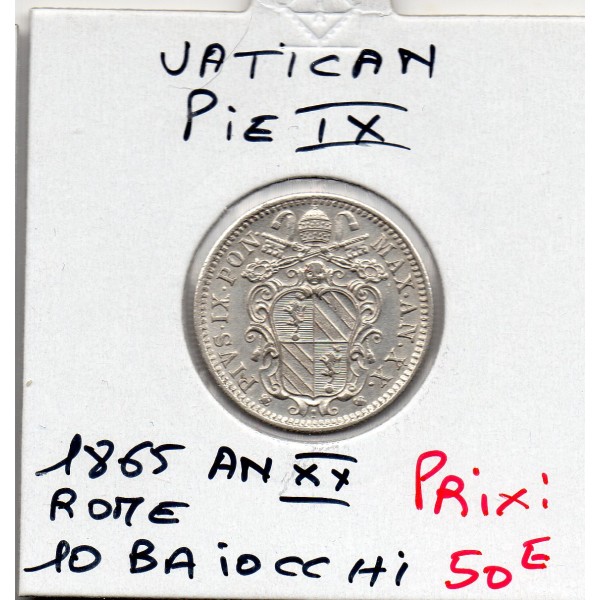 VATICAN
PiE IX
PIVS·IX·PON· MAX·AN·XX·
1865 AN XX
ROME
10 BAiOCCHi
PRix:
50E